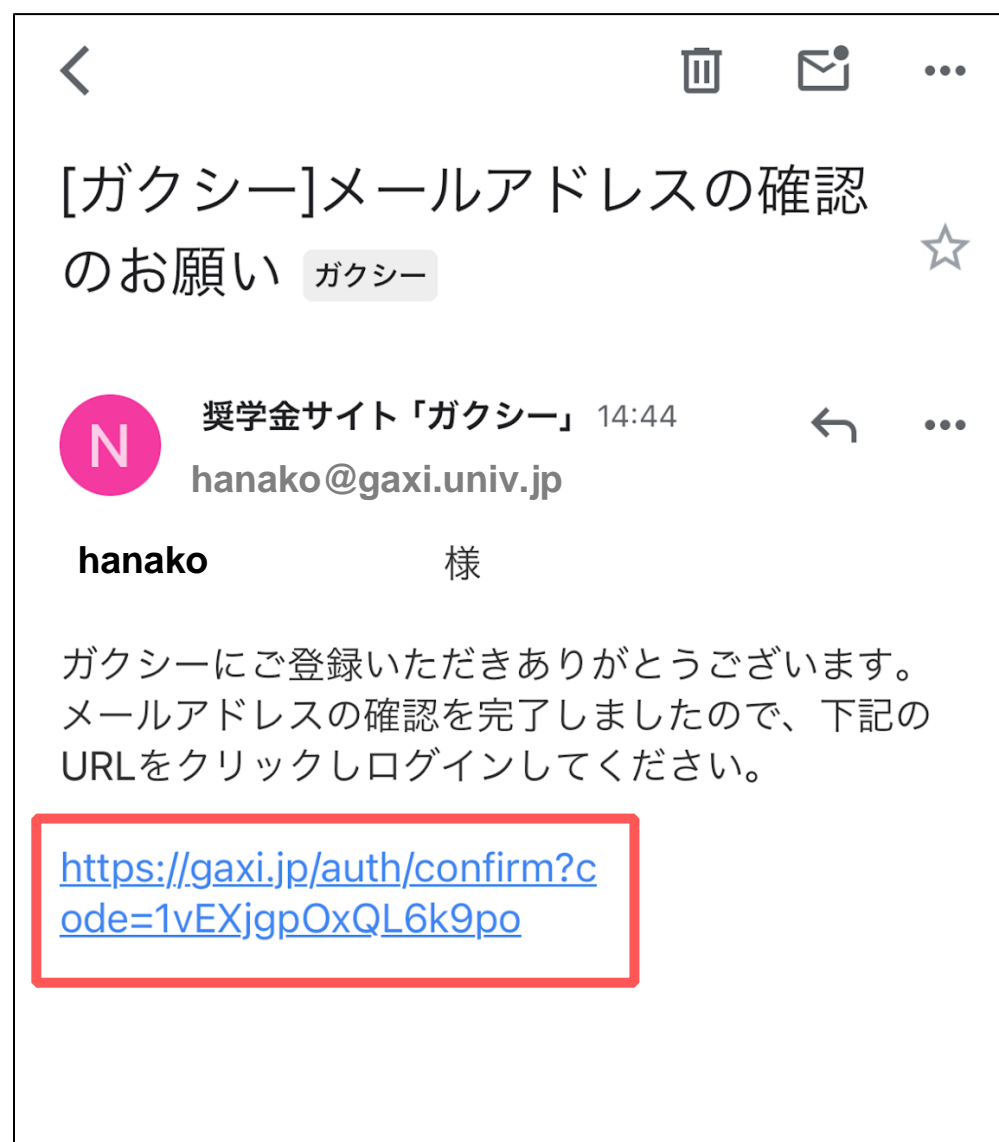 [ガクシー]メールアドレスの確認
のお願い ガクシー
奨学金サイト「ガクシー」 14:44
N
hanako@gaxi.univ.jp
hanako 様
ガクシーにご登録いただきありがとうございます。
メールアドレスの確認を完了しましたので、下記の
URLをクリックしログインしてください。
https://gaxi.jp/auth/confirm?c
ode=1vEXjgpOxQL6k9po